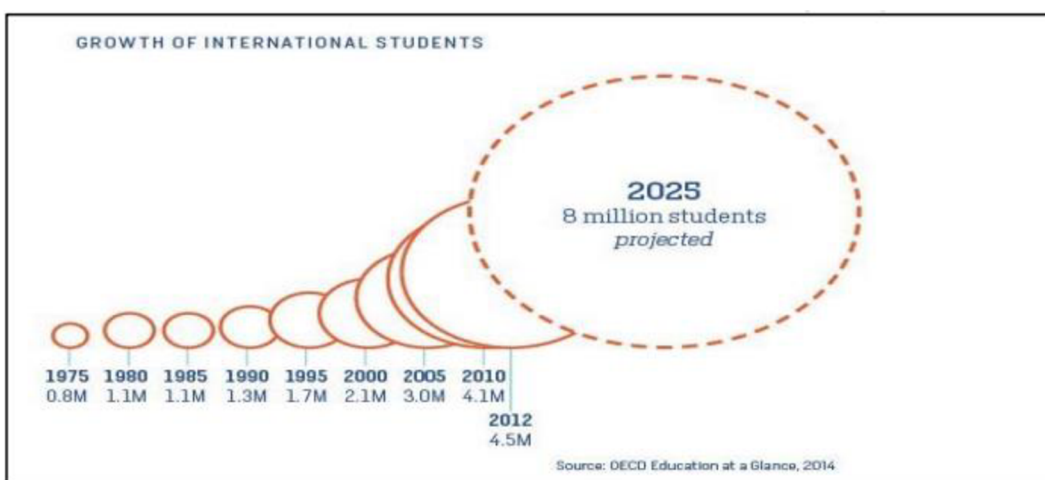 GROWTH OF INTERNATIONAL STUDENTS
2025
8 million students
projected
1975 1980 1985 1990 1995 2000 2005 2010
0.8M 1.1M 1.1M 1.3M 1.7M 2.1M 3.0M 4.1M
2012
4.5M
Source: OECD Education at a Glance, 2014